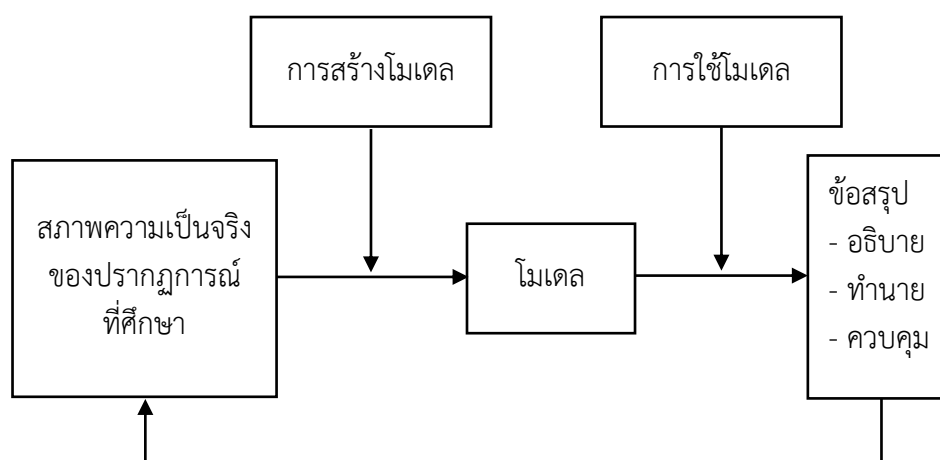 การสร้างโมเดล
การใช้โมเดล
สภาพความเป็นจริง
ของปรากฏการณ์
ที่ศึกษา
โมเดล
ข้อสรุป
- อธิบาย
- ทำนาย
- ควบคุม